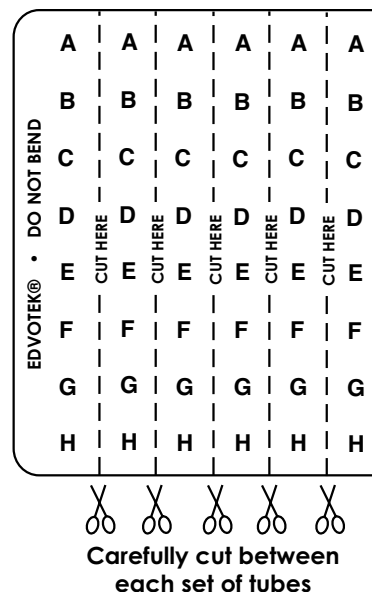 EDVOTEK® • DO NOT BEND
A A A A A A
B B B B B B
C C C C C C
D D D D D D
CUT HERE CUT HERE CUT HERE CUT HERE CUT HERE
E E E E E E
F F F F F F
G G G G G G
H H H H H H
Carefully cut between
each set of tubes